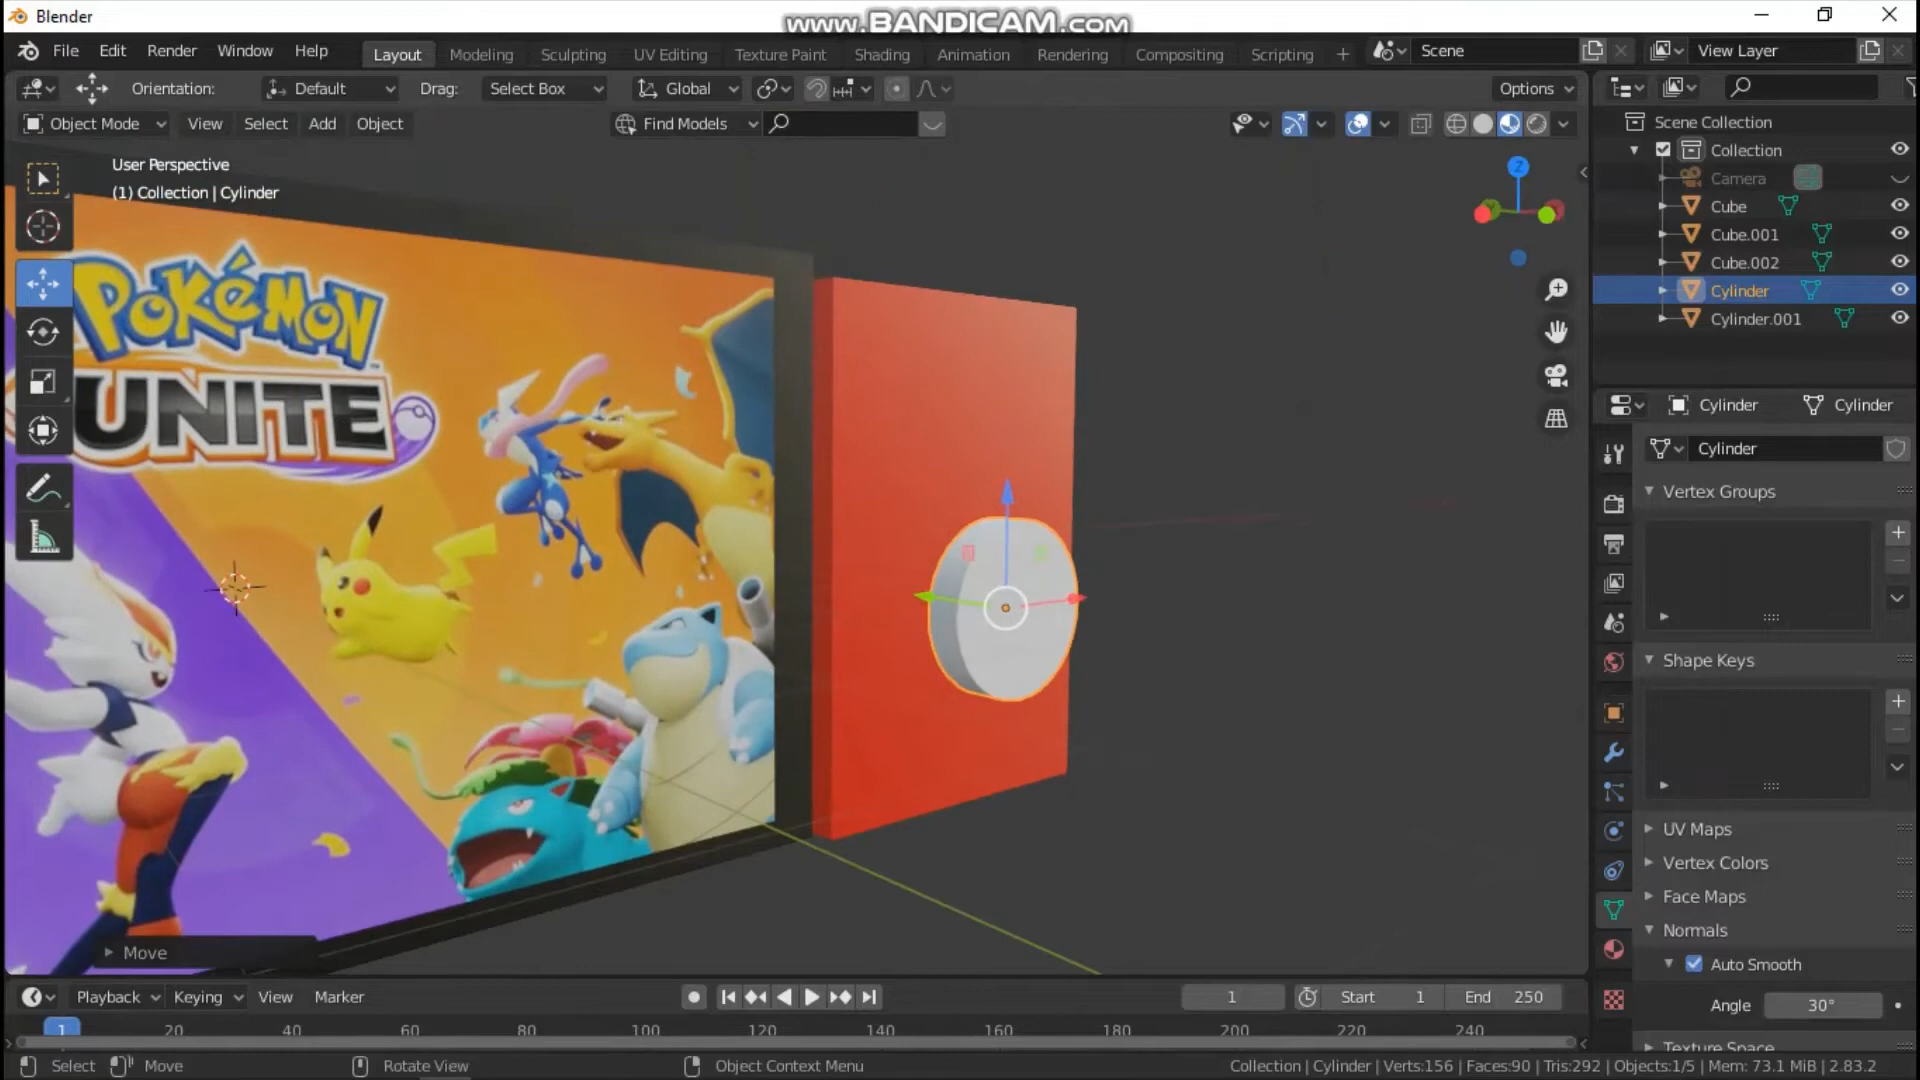 Blender
www.BANDICAM.com
File Edit Render Window Help
Layout Modeling Sculpting UV Editing Texture Paint Shading Animation Rendering Compositing Scripting +
Scene
View Layer
Orientation: Default Drag: Select Box Global Options
Object Mode View Select Add Object Find Models
User Perspective
(1) Collection | Cylinder
Z
Scene Collection
Collection
Camera
Cube
Cube.001
Cube.002
Cylinder
Cylinder.001
POKéMON
UNITE
Cylinder Cylinder
Cylinder
Vertex Groups
Shape Keys
UV Maps
Vertex Colors
Face Maps
Normals
Auto Smooth
Angle 30°
Texture Space
Move
Playback Keying View Marker 1 Start 1 End 250
1 20 40 60 80 100 120 140 160 180 200 220 240
Select Move Rotate View Object Context Menu Collection | Cylinder | Verts:156 | Faces:90 | Tris:292 | Objects:1/5 | Mem: 73.1 MiB | 2.83.2